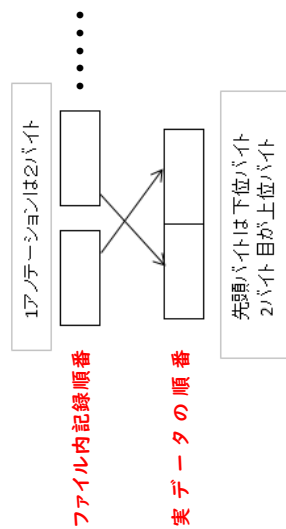 1アノテーションは2バイト
ファイル内記録順番
・・・・・
実データの順番
先頭バイトは下位バイト
2バイト目が上位バイト